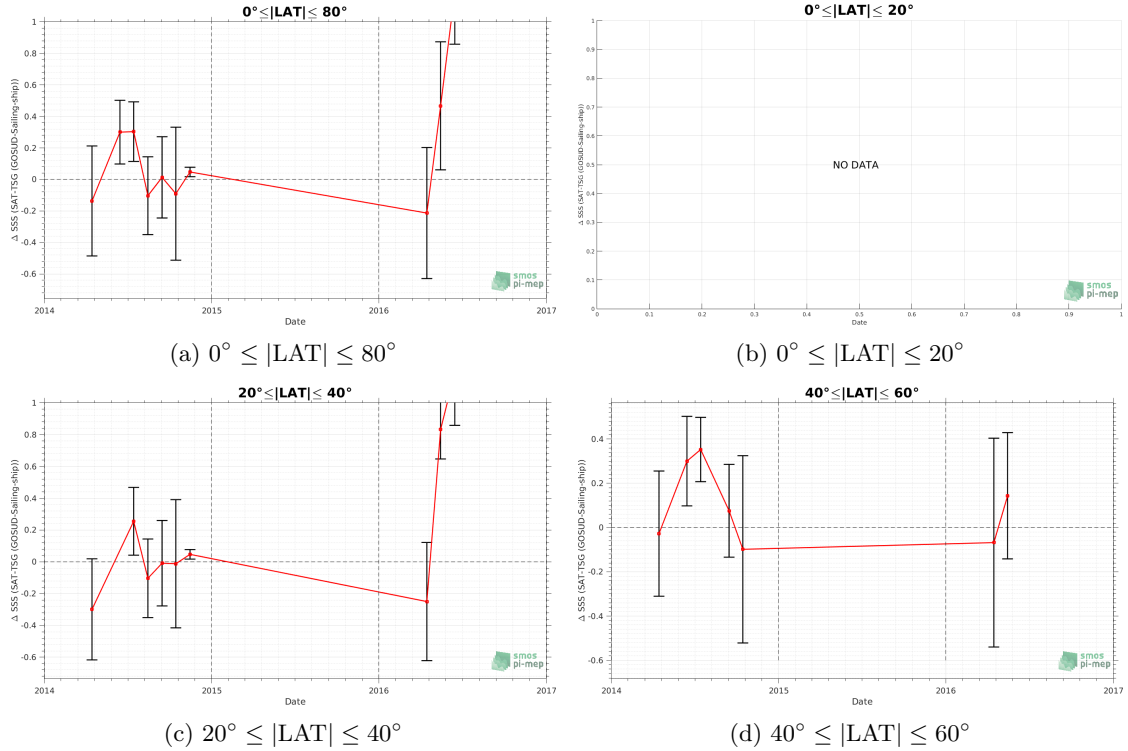 0°≤|LAT|≤ 80°
1
0.8
0.6
0.4
0.2
0
-0.2
-0.4
-0.6
Δ SSS (SAT-TSG (GOSUD-Sailing-ship))
2014 2015 2016 2017
Date
smos
pi-mep
(a) 0° ≤ |LAT| ≤ 80°
0°≤|LAT|≤ 20°
1
0.9
0.8
0.7
0.6
0.5
0.4
0.3
0.2
0.1
0
Δ SSS (SAT-TSG (GOSUD-Sailing-ship))
NO DATA
0 0.1 0.2 0.3 0.4 0.5 0.6 0.7 0.8 0.9 1
Date
smos
pi-mep
(b) 0° ≤ |LAT| ≤ 20°
20°≤|LAT|≤ 40°
1
0.8
0.6
0.4
0.2
0
-0.2
-0.4
-0.6
Δ SSS (SAT-TSG (GOSUD-Sailing-ship))
2014 2015 2016 2017
Date
smos
pi-mep
(c) 20° ≤ |LAT| ≤ 40°
40°≤|LAT|≤ 60°
0.4
0.2
0
-0.2
-0.4
-0.6
Δ SSS (SAT-TSG (GOSUD-Sailing-ship))
2014 2015 2016 2017
Date
smos
pi-mep
(d) 40° ≤ |LAT| ≤ 60°